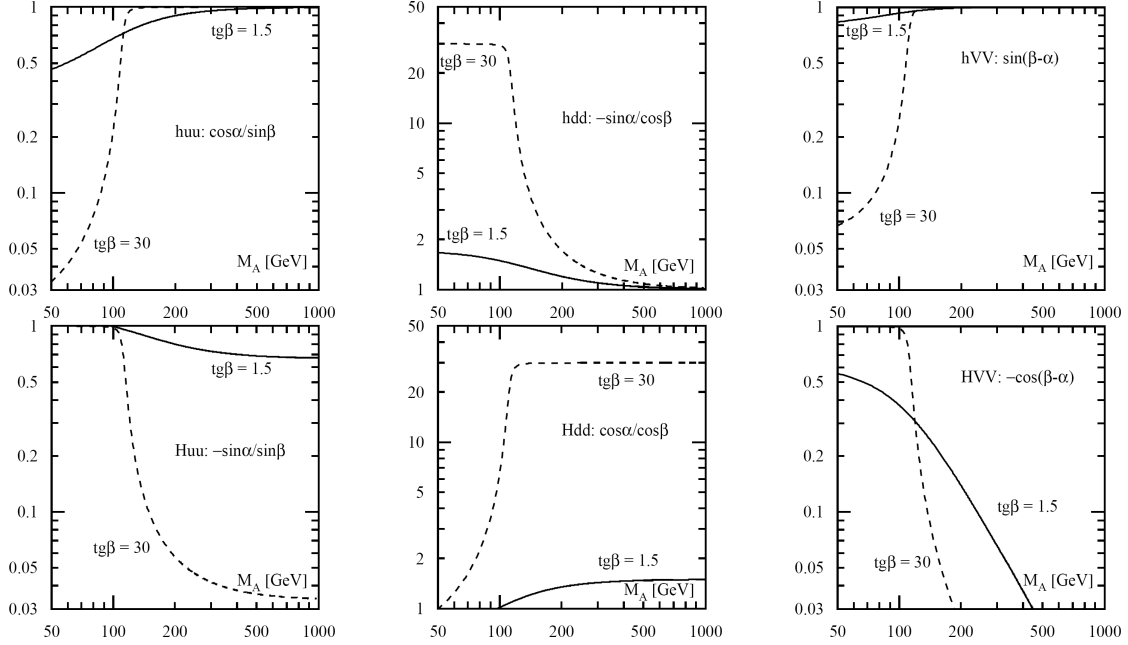 1
0.5
0.2
0.1
0.05
0.03
tgβ = 1.5
huu: cosα/sinβ
tgβ = 30
M_A [GeV]
50 100 200 500 1000
50
20
10
5
2
1
tgβ = 30
hdd: −sinα/cosβ
tgβ = 1.5
M_A [GeV]
50 100 200 500 1000
1
0.5
0.2
0.1
0.05
0.03
tgβ = 1.5
hVV: sin(β-α)
tgβ = 30
M_A [GeV]
50 100 200 500 1000
1
0.5
0.2
0.1
0.05
0.03
tgβ = 1.5
Huu: −sinα/sinβ
tgβ = 30
M_A [GeV]
50 100 200 500 1000
50
20
10
5
2
1
tgβ = 30
Hdd: cosα/cosβ
tgβ = 1.5
M_A [GeV]
50 100 200 500 1000
1
0.5
0.2
0.1
0.05
0.03
HVV: −cos(β-α)
tgβ = 1.5
tgβ = 30
M_A [GeV]
50 100 200 500 1000